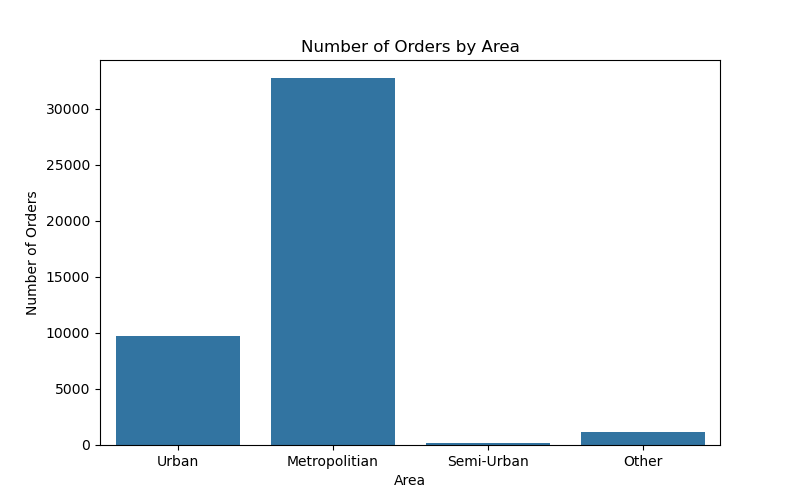 Number of Orders by Area
Number of Orders
30000
25000
20000
15000
10000
5000
0
Urban Metropolitian Semi-Urban Other
Area